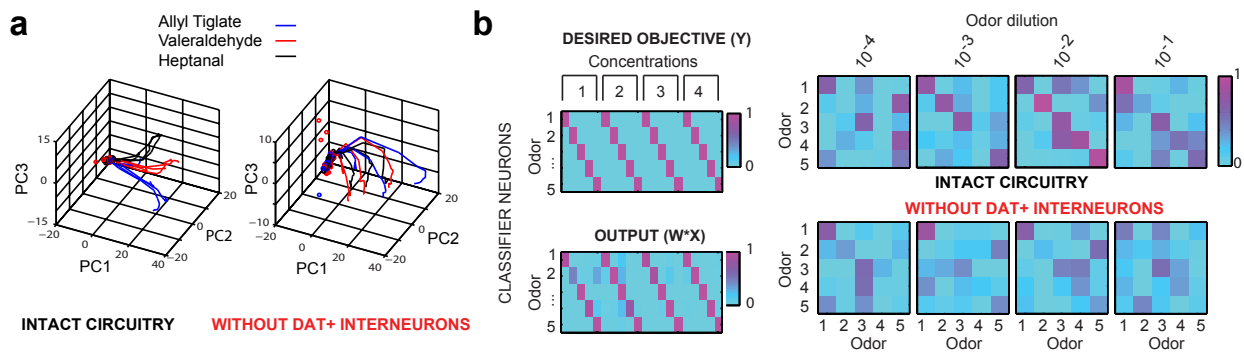 a
Allyl Tiglate
Valeraldehyde
Heptanal
15
0
-15
-20
0
20
40
-20
0
20
PC3
PC1
PC2
10
0
-10
-20
0
20
40
-20
0
20
PC3
PC1
PC2
INTACT CIRCUITRY
WITHOUT DAT+ INTERNEURONS
b
DESIRED OBJECTIVE (Y)
Concentrations
1 2 3 4
CLASSIFIER NEURONS
Odor
1
2
⋮
5
1
0
OUTPUT (W*X)
Odor
1
2
⋮
5
1
0
Odor dilution
10⁻⁴ 10⁻³ 10⁻² 10⁻¹
Odor
1
2
3
4
5
1
0
INTACT CIRCUITRY
WITHOUT DAT+ INTERNEURONS
Odor
1
2
3
4
5
1 2 3 4 5 1 2 3 4 5 1 2 3 4 5 1 2 3 4 5
Odor Odor Odor Odor